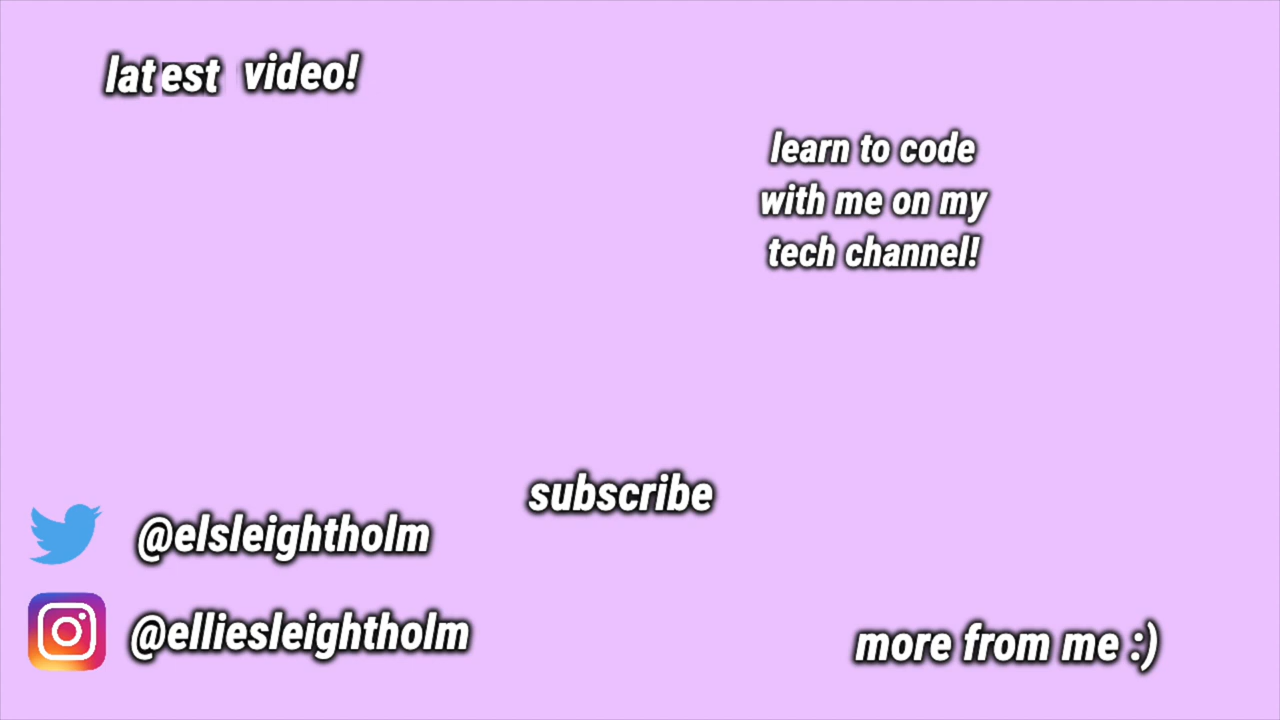 latest video!
learn to code
with me on my
tech channel!
subscribe
@elsleightholm
@elliesleightholm
more from me :)